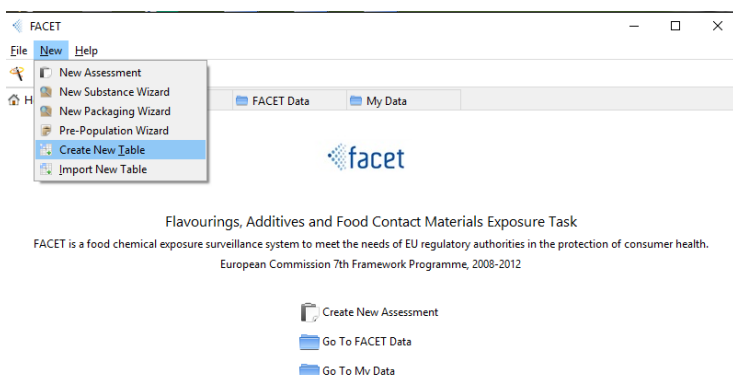 FACET
File New Help
New Assessment
New Substance Wizard
New Packaging Wizard
Pre-Population Wizard
Create New Table
Import New Table
H
FACET Data My Data
facet
Flavourings, Additives and Food Contact Materials Exposure Task
FACET is a food chemical exposure surveillance system to meet the needs of EU regulatory authorities in the protection of consumer health.
European Commission 7th Framework Programme, 2008-2012
Create New Assessment
Go To FACET Data
Go To My Data